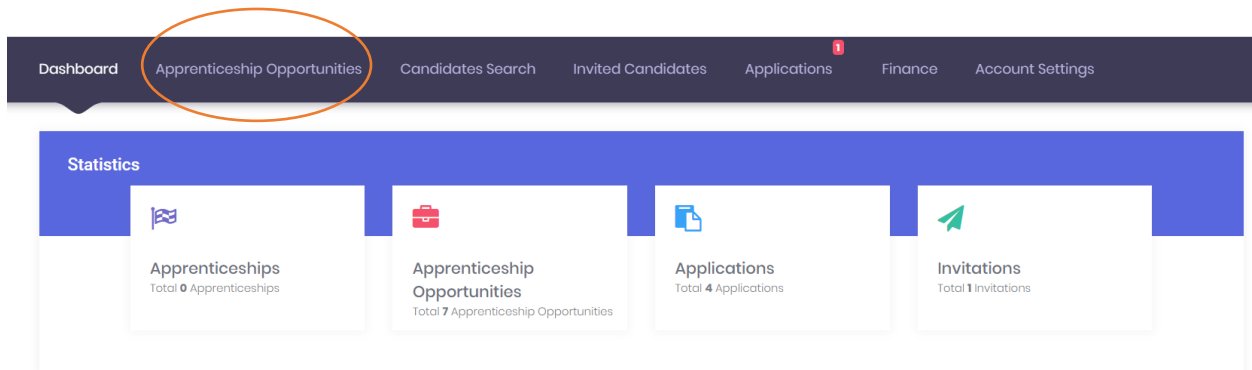 1
Dashboard Apprenticeship Opportunities Candidates Search Invited Candidates Applications Finance Account Settings
Statistics
Apprenticeships
Total 0 Apprenticeships
Apprenticeship
Opportunities
Total 7 Apprenticeship Opportunities
Applications
Total 4 Applications
Invitations
Total 1 Invitations